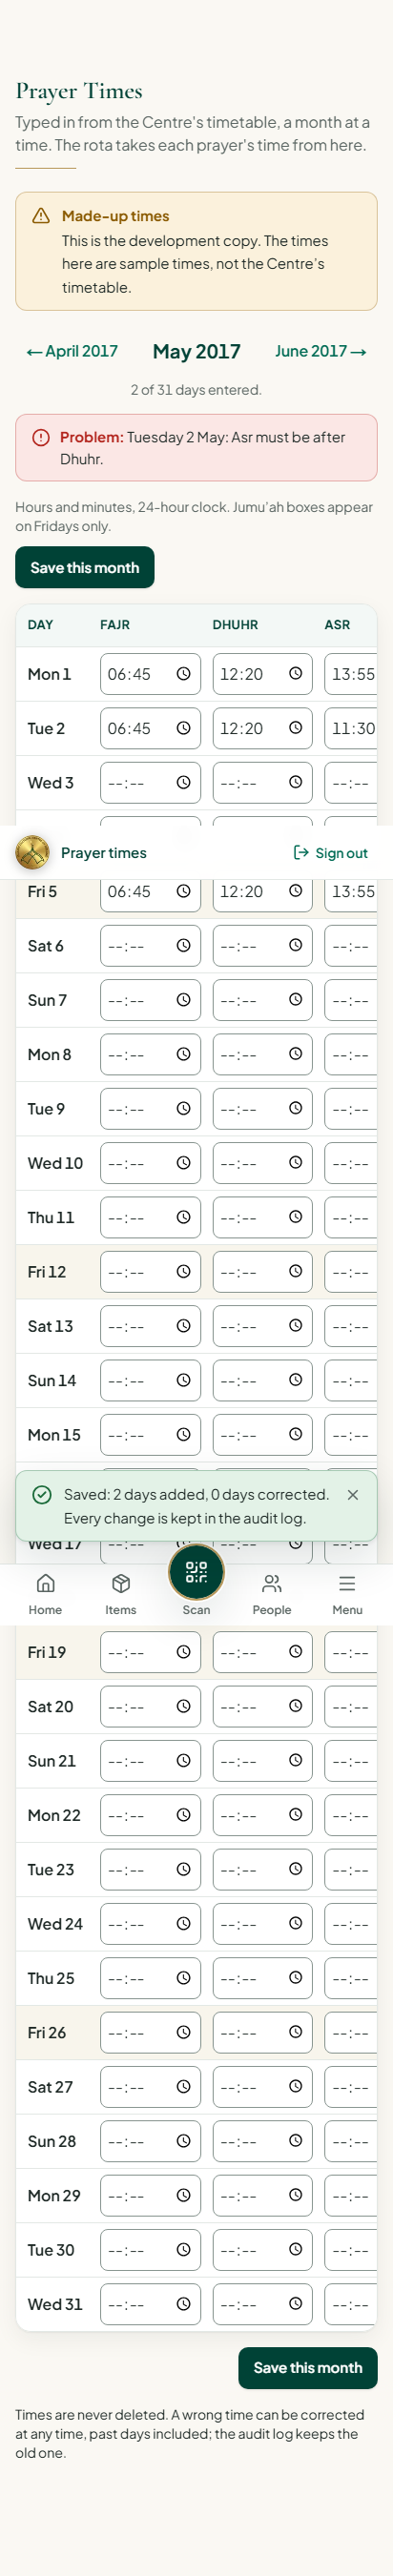 Prayer Times
Typed in from the Centre's timetable, a month at a
time. The rota takes each prayer's time from here.
Made-up times
This is the development copy. The times
here are sample times, not the Centre's
timetable.
← April 2017 May 2017 June 2017 →
2 of 31 days entered.
Problem: Tuesday 2 May: Asr must be after
Dhuhr.
Hours and minutes, 24-hour clock. Jumu'ah boxes appear
on Fridays only.
Save this month
DAY FAJR DHUHR ASR
Mon 1 06:45 12:20 13:55
Tue 2 06:45 12:20 11:30
Wed 3 --:-- --:-- --:--
Prayer times Sign out
Fri 5 06:45 12:20 13:55
Sat 6 --:-- --:-- --:--
Sun 7 --:-- --:-- --:--
Mon 8 --:-- --:-- --:--
Tue 9 --:-- --:-- --:--
Wed 10 --:-- --:-- --:--
Thu 11 --:-- --:-- --:--
Fri 12 --:-- --:-- --:--
Sat 13 --:-- --:-- --:--
Sun 14 --:-- --:-- --:--
Mon 15 --:-- --:-- --:--
Saved: 2 days added, 0 days corrected.
Every change is kept in the audit log.
Wed 17 --:-- --:-- --:--
Home Items Scan People Menu
Fri 19 --:-- --:-- --:--
Sat 20 --:-- --:-- --:--
Sun 21 --:-- --:-- --:--
Mon 22 --:-- --:-- --:--
Tue 23 --:-- --:-- --:--
Wed 24 --:-- --:-- --:--
Thu 25 --:-- --:-- --:--
Fri 26 --:-- --:-- --:--
Sat 27 --:-- --:-- --:--
Sun 28 --:-- --:-- --:--
Mon 29 --:-- --:-- --:--
Tue 30 --:-- --:-- --:--
Wed 31 --:-- --:-- --:--
Save this month
Times are never deleted. A wrong time can be corrected
at any time, past days included; the audit log keeps the
old one.